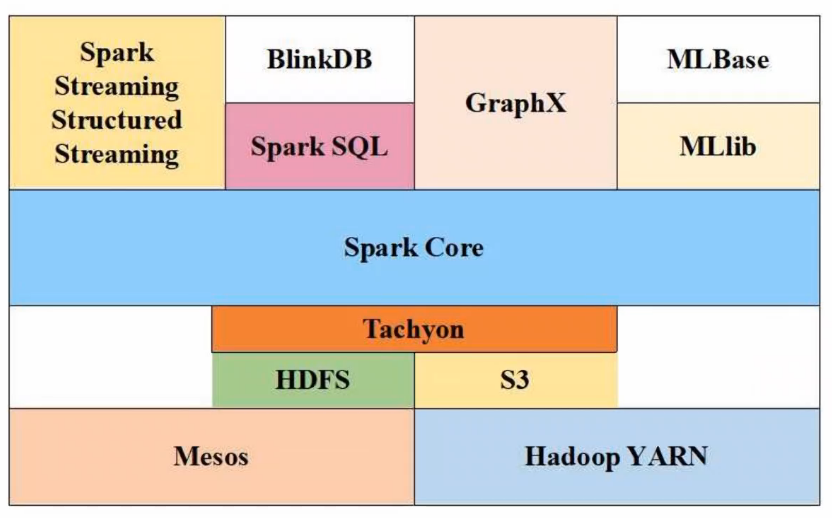 Spark
Streaming
Structured
Streaming
BlinkDB
Spark SQL
GraphX
MLBase
MLlib
Spark Core
Tachyon
HDFS
S3
Mesos
Hadoop YARN